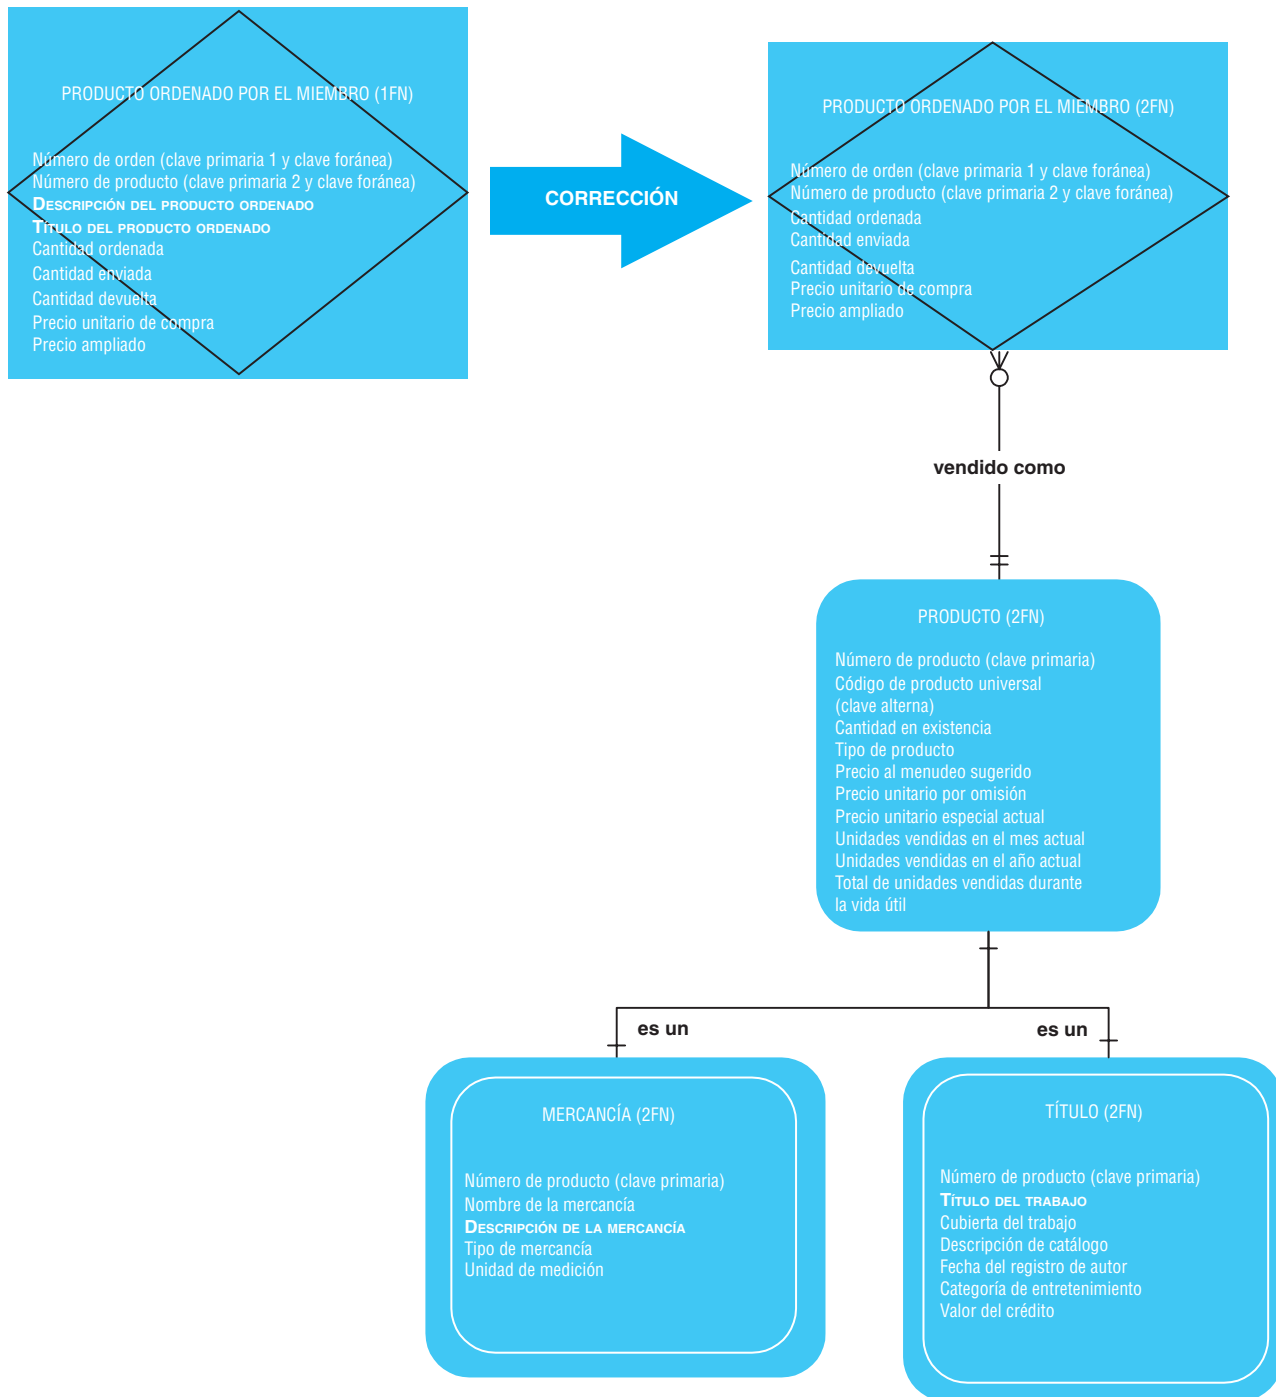 PRODUCTO ORDENADO POR EL MIEMBRO (1FN)
Número de orden (clave primaria 1 y clave foránea)
Número de producto (clave primaria 2 y clave foránea)
DESCRIPCIÓN DEL PRODUCTO ORDENADO
TÍTULO DEL PRODUCTO ORDENADO
Cantidad ordenada
Cantidad enviada
Cantidad devuelta
Precio unitario de compra
Precio ampliado
CORRECCIÓN
PRODUCTO ORDENADO POR EL MIEMBRO (2FN)
Número de orden (clave primaria 1 y clave foránea)
Número de producto (clave primaria 2 y clave foránea)
Cantidad ordenada
Cantidad enviada
Cantidad devuelta
Precio unitario de compra
Precio ampliado
vendido como
PRODUCTO (2FN)
Número de producto (clave primaria)
Código de producto universal
(clave alterna)
Cantidad en existencia
Tipo de producto
Precio al menudeo sugerido
Precio unitario por omisión
Precio unitario especial actual
Unidades vendidas en el mes actual
Unidades vendidas en el año actual
Total de unidades vendidas durante
la vida útil
es un
es un
MERCANCÍA (2FN)
Número de producto (clave primaria)
Nombre de la mercancía
DESCRIPCIÓN DE LA MERCANCÍA
Tipo de mercancía
Unidad de medición
TÍTULO (2FN)
Número de producto (clave primaria)
TÍTULO DEL TRABAJO
Cubierta del trabajo
Descripción de catálogo
Fecha del registro de autor
Categoría de entretenimiento
Valor del crédito